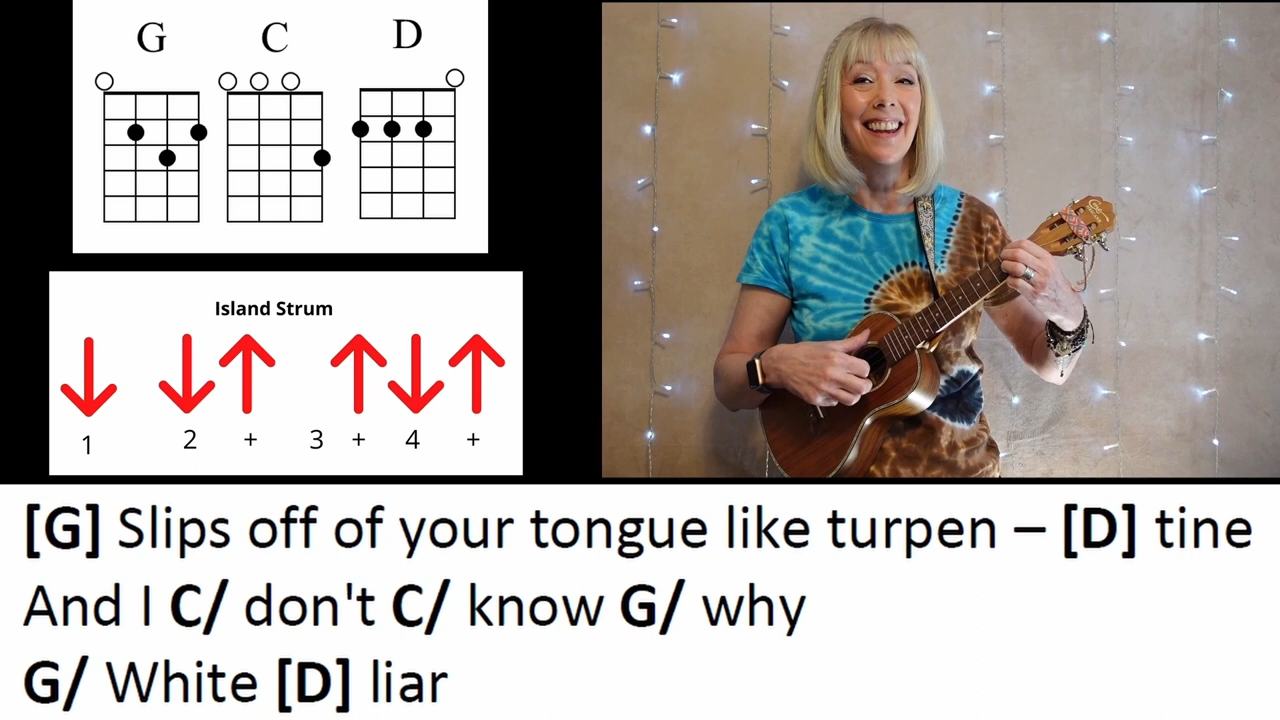 G C D
Island Strum
1 2 + 3 + 4 +
[G] Slips off of your tongue like turpen – [D] tine
And I C/ don't C/ know G/ why
G/ White [D] liar